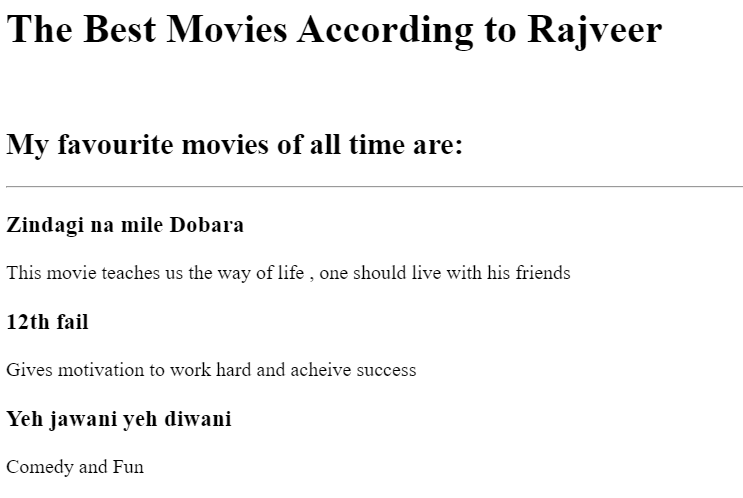 The Best Movies According to Rajveer
My favourite movies of all time are:
Zindagi na mile Dobara
This movie teaches us the way of life , one should live with his friends
12th fail
Gives motivation to work hard and acheive success
Yeh jawani yeh diwani
Comedy and Fun